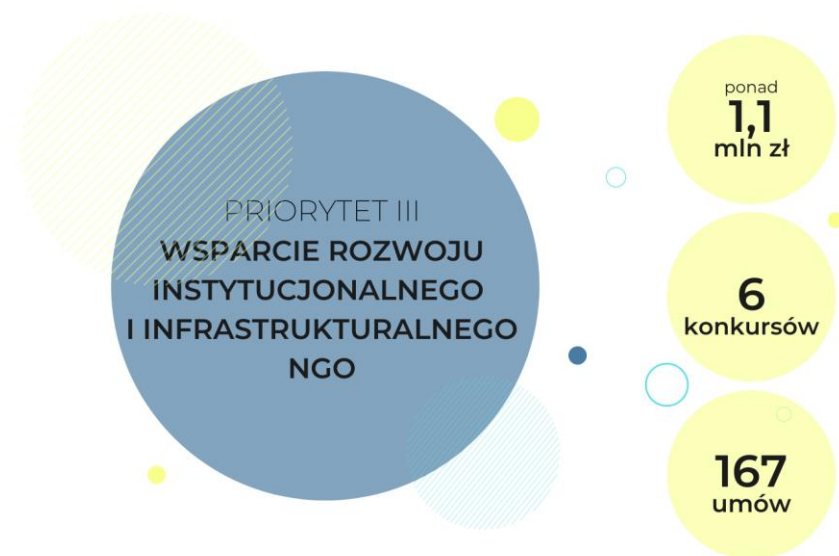 PRIORYTET III
WSPARCIE ROZWOJU
INSTYTUCJONALNEGO
I INFRASTRUKTURALNEGO
NGO
ponad
1,1
mln zł
6
konkursów
167
umów